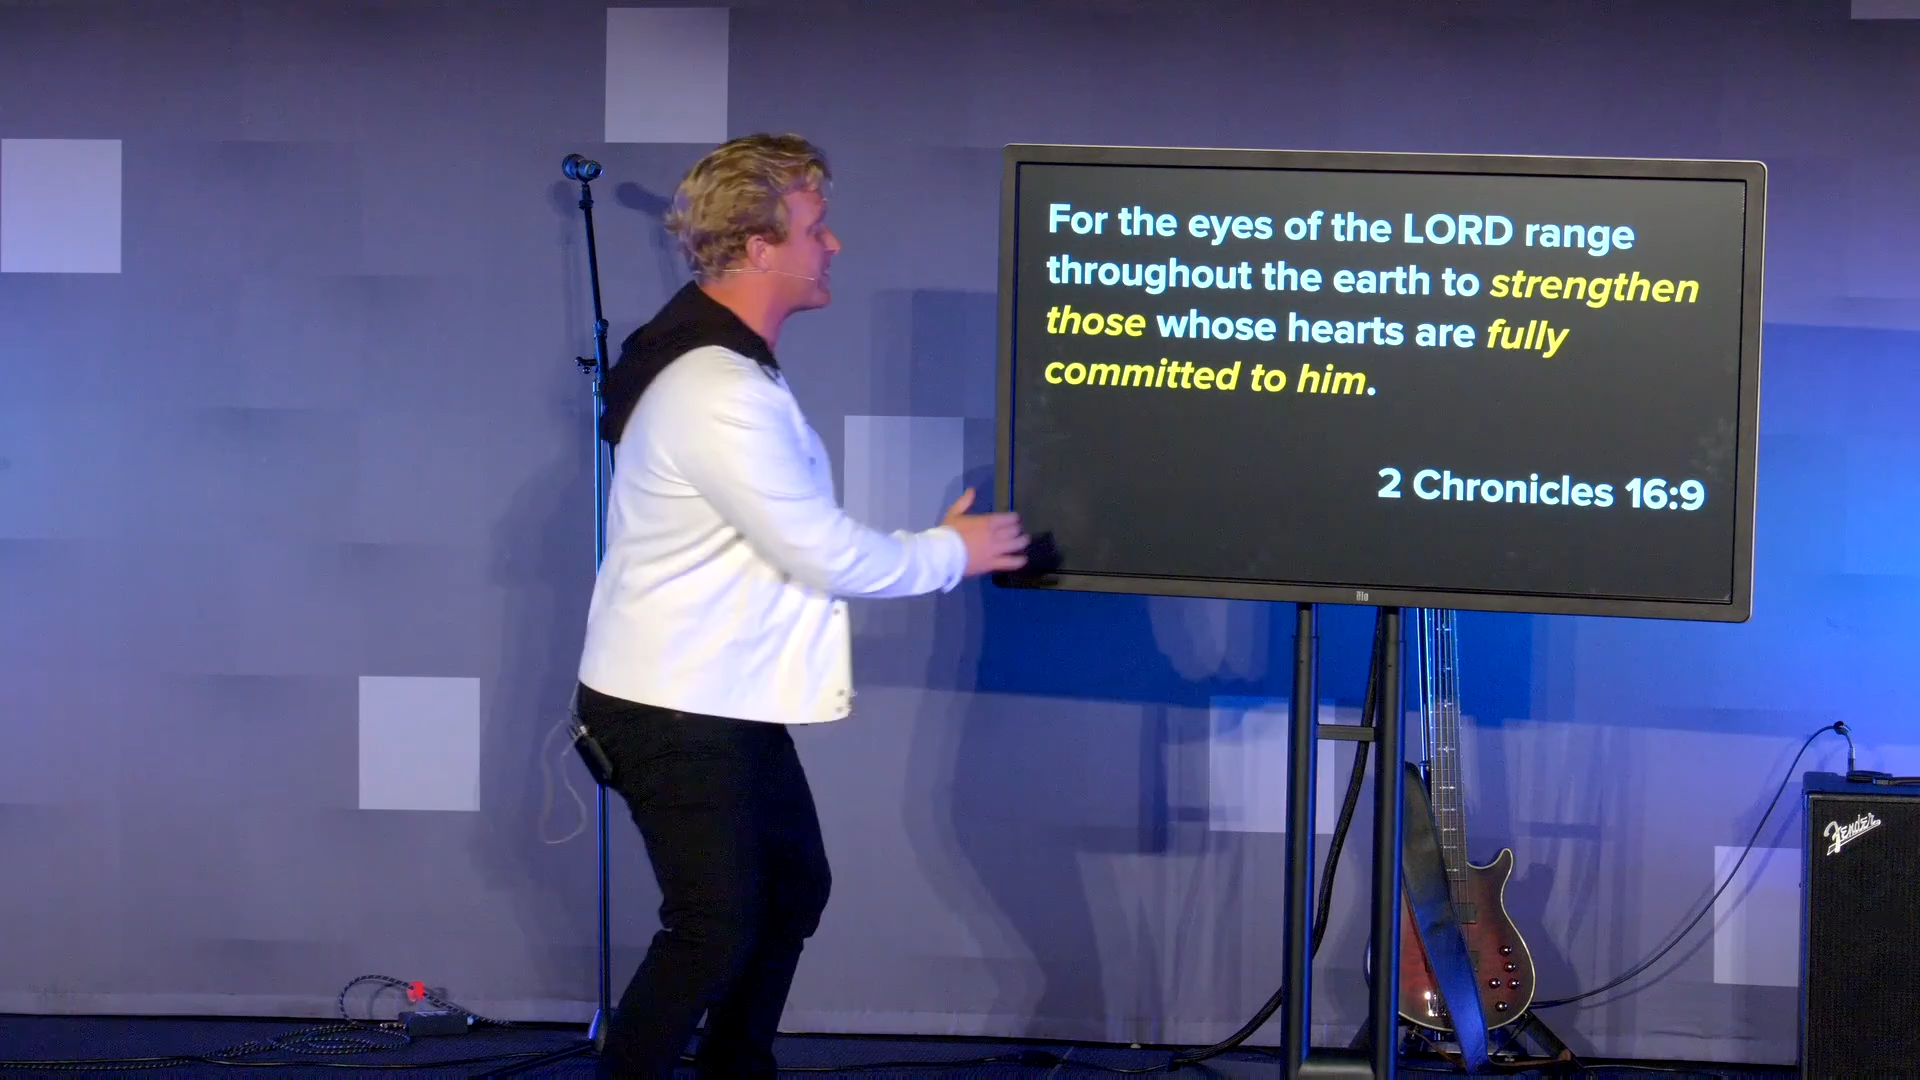 For the eyes of the LORD range
throughout the earth to strengthen
those whose hearts are fully
committed to him.
2 Chronicles 16:9
Fender